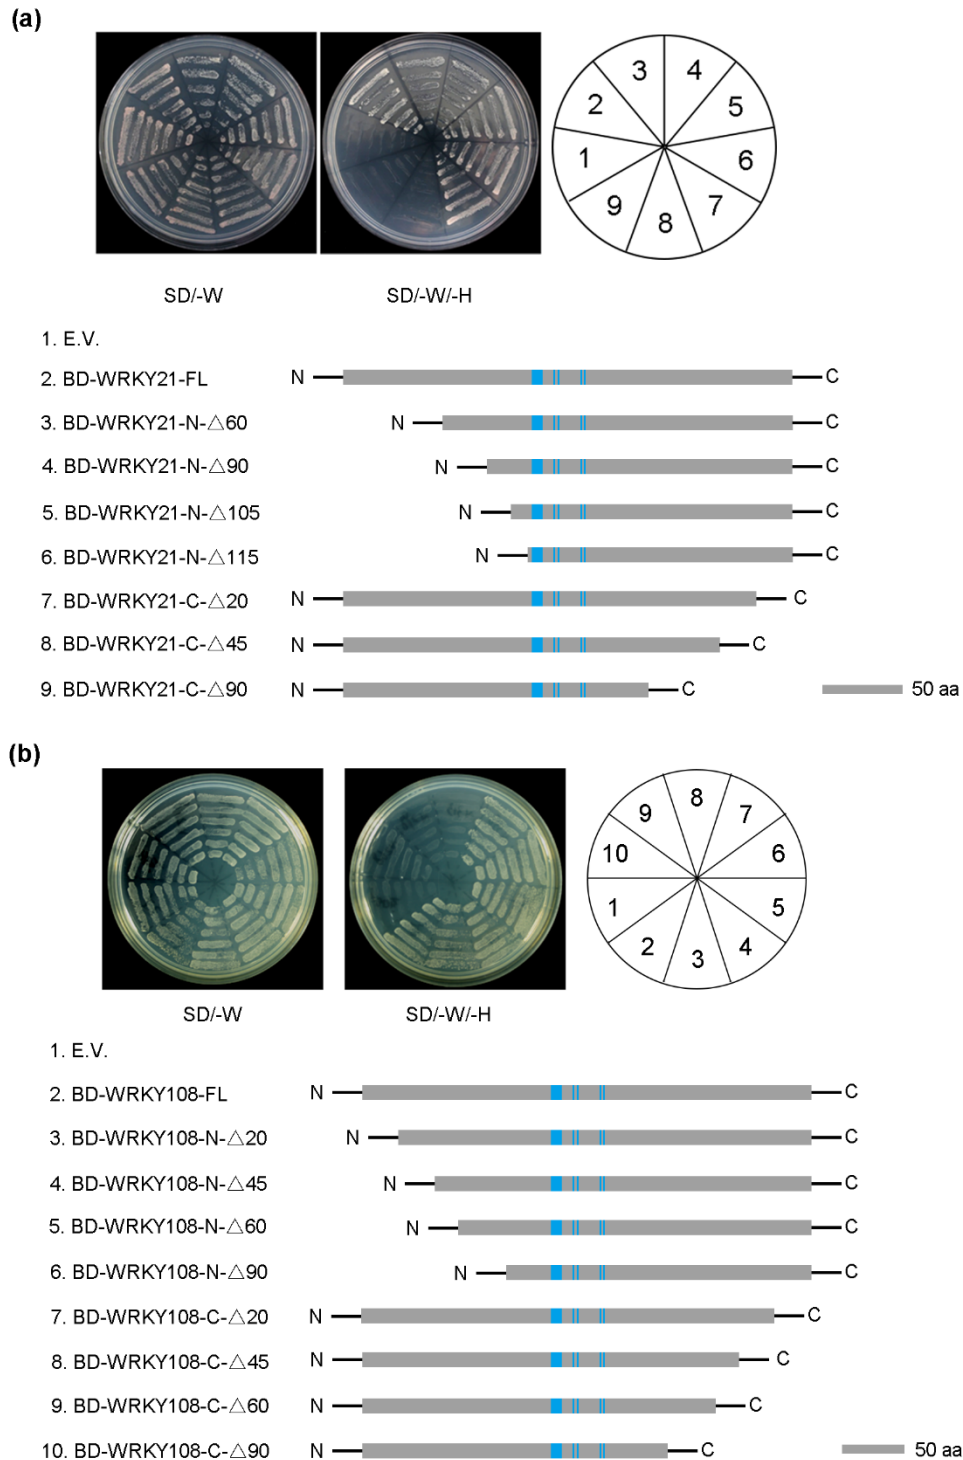 (a)
3 4
2 5
1 6
9 7
8
SD/-W SD/-W/-H
1. E.V.
2. BD-WRKY21-FL N C
3. BD-WRKY21-N-△60 N C
4. BD-WRKY21-N-△90 N C
5. BD-WRKY21-N-△105 N C
6. BD-WRKY21-N-△115 N C
7. BD-WRKY21-C-△20 N C
8. BD-WRKY21-C-△45 N C
9. BD-WRKY21-C-△90 N C 50 aa
(b)
8
9 7
10 6
1 5
2 4
3
SD/-W SD/-W/-H
1. E.V.
2. BD-WRKY108-FL N C
3. BD-WRKY108-N-△20 N C
4. BD-WRKY108-N-△45 N C
5. BD-WRKY108-N-△60 N C
6. BD-WRKY108-N-△90 N C
7. BD-WRKY108-C-△20 N C
8. BD-WRKY108-C-△45 N C
9. BD-WRKY108-C-△60 N C
10. BD-WRKY108-C-△90 N C 50 aa